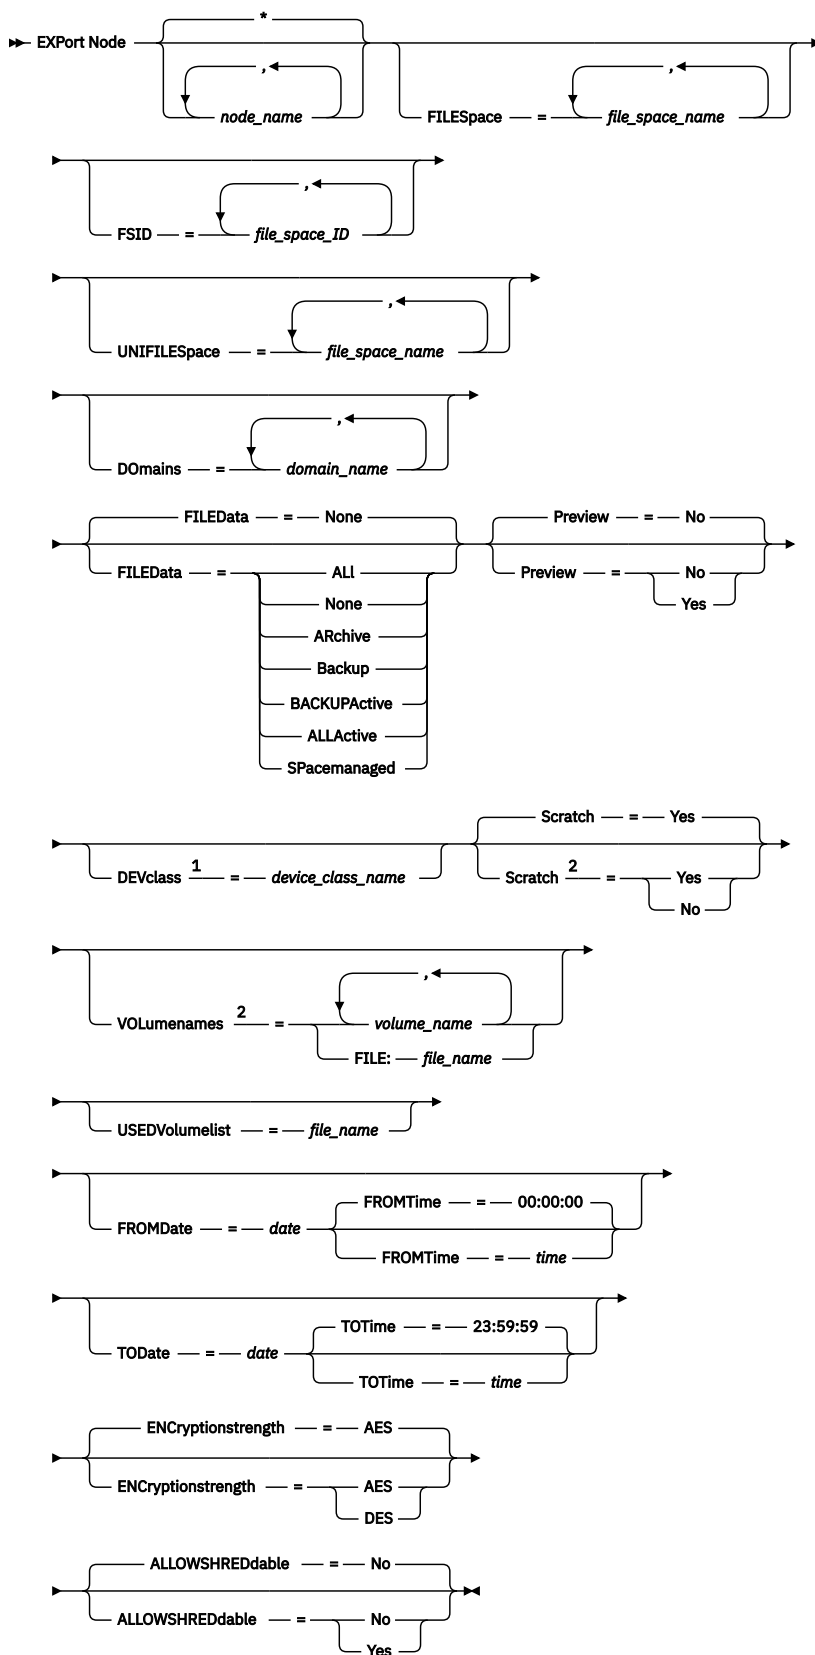 *
EXPort Node
,
node_name
,
FILESpace = file_space_name
,
FSID = file_space_ID
,
UNIFILESpace = file_space_name
,
DOmains = domain_name
FILEData = None
Preview = No
FILEData = ALl
None
ARchive
Backup
BACKUPActive
ALLActive
SPacemanaged
Preview = No
Yes
DEVclass 1 = device_class_name
Scratch = Yes
Scratch 2 = Yes
No
,
VOLumenames 2 = volume_name
FILE: file_name
USEDVolumelist = file_name
FROMTime = 00:00:00
FROMDate = date
FROMTime = time
TOTime = 23:59:59
TODate = date
TOTime = time
ENCryptionstrength = AES
ENCryptionstrength = AES
DES
ALLOWSHREDdable = No
ALLOWSHREDdable = No
Yes